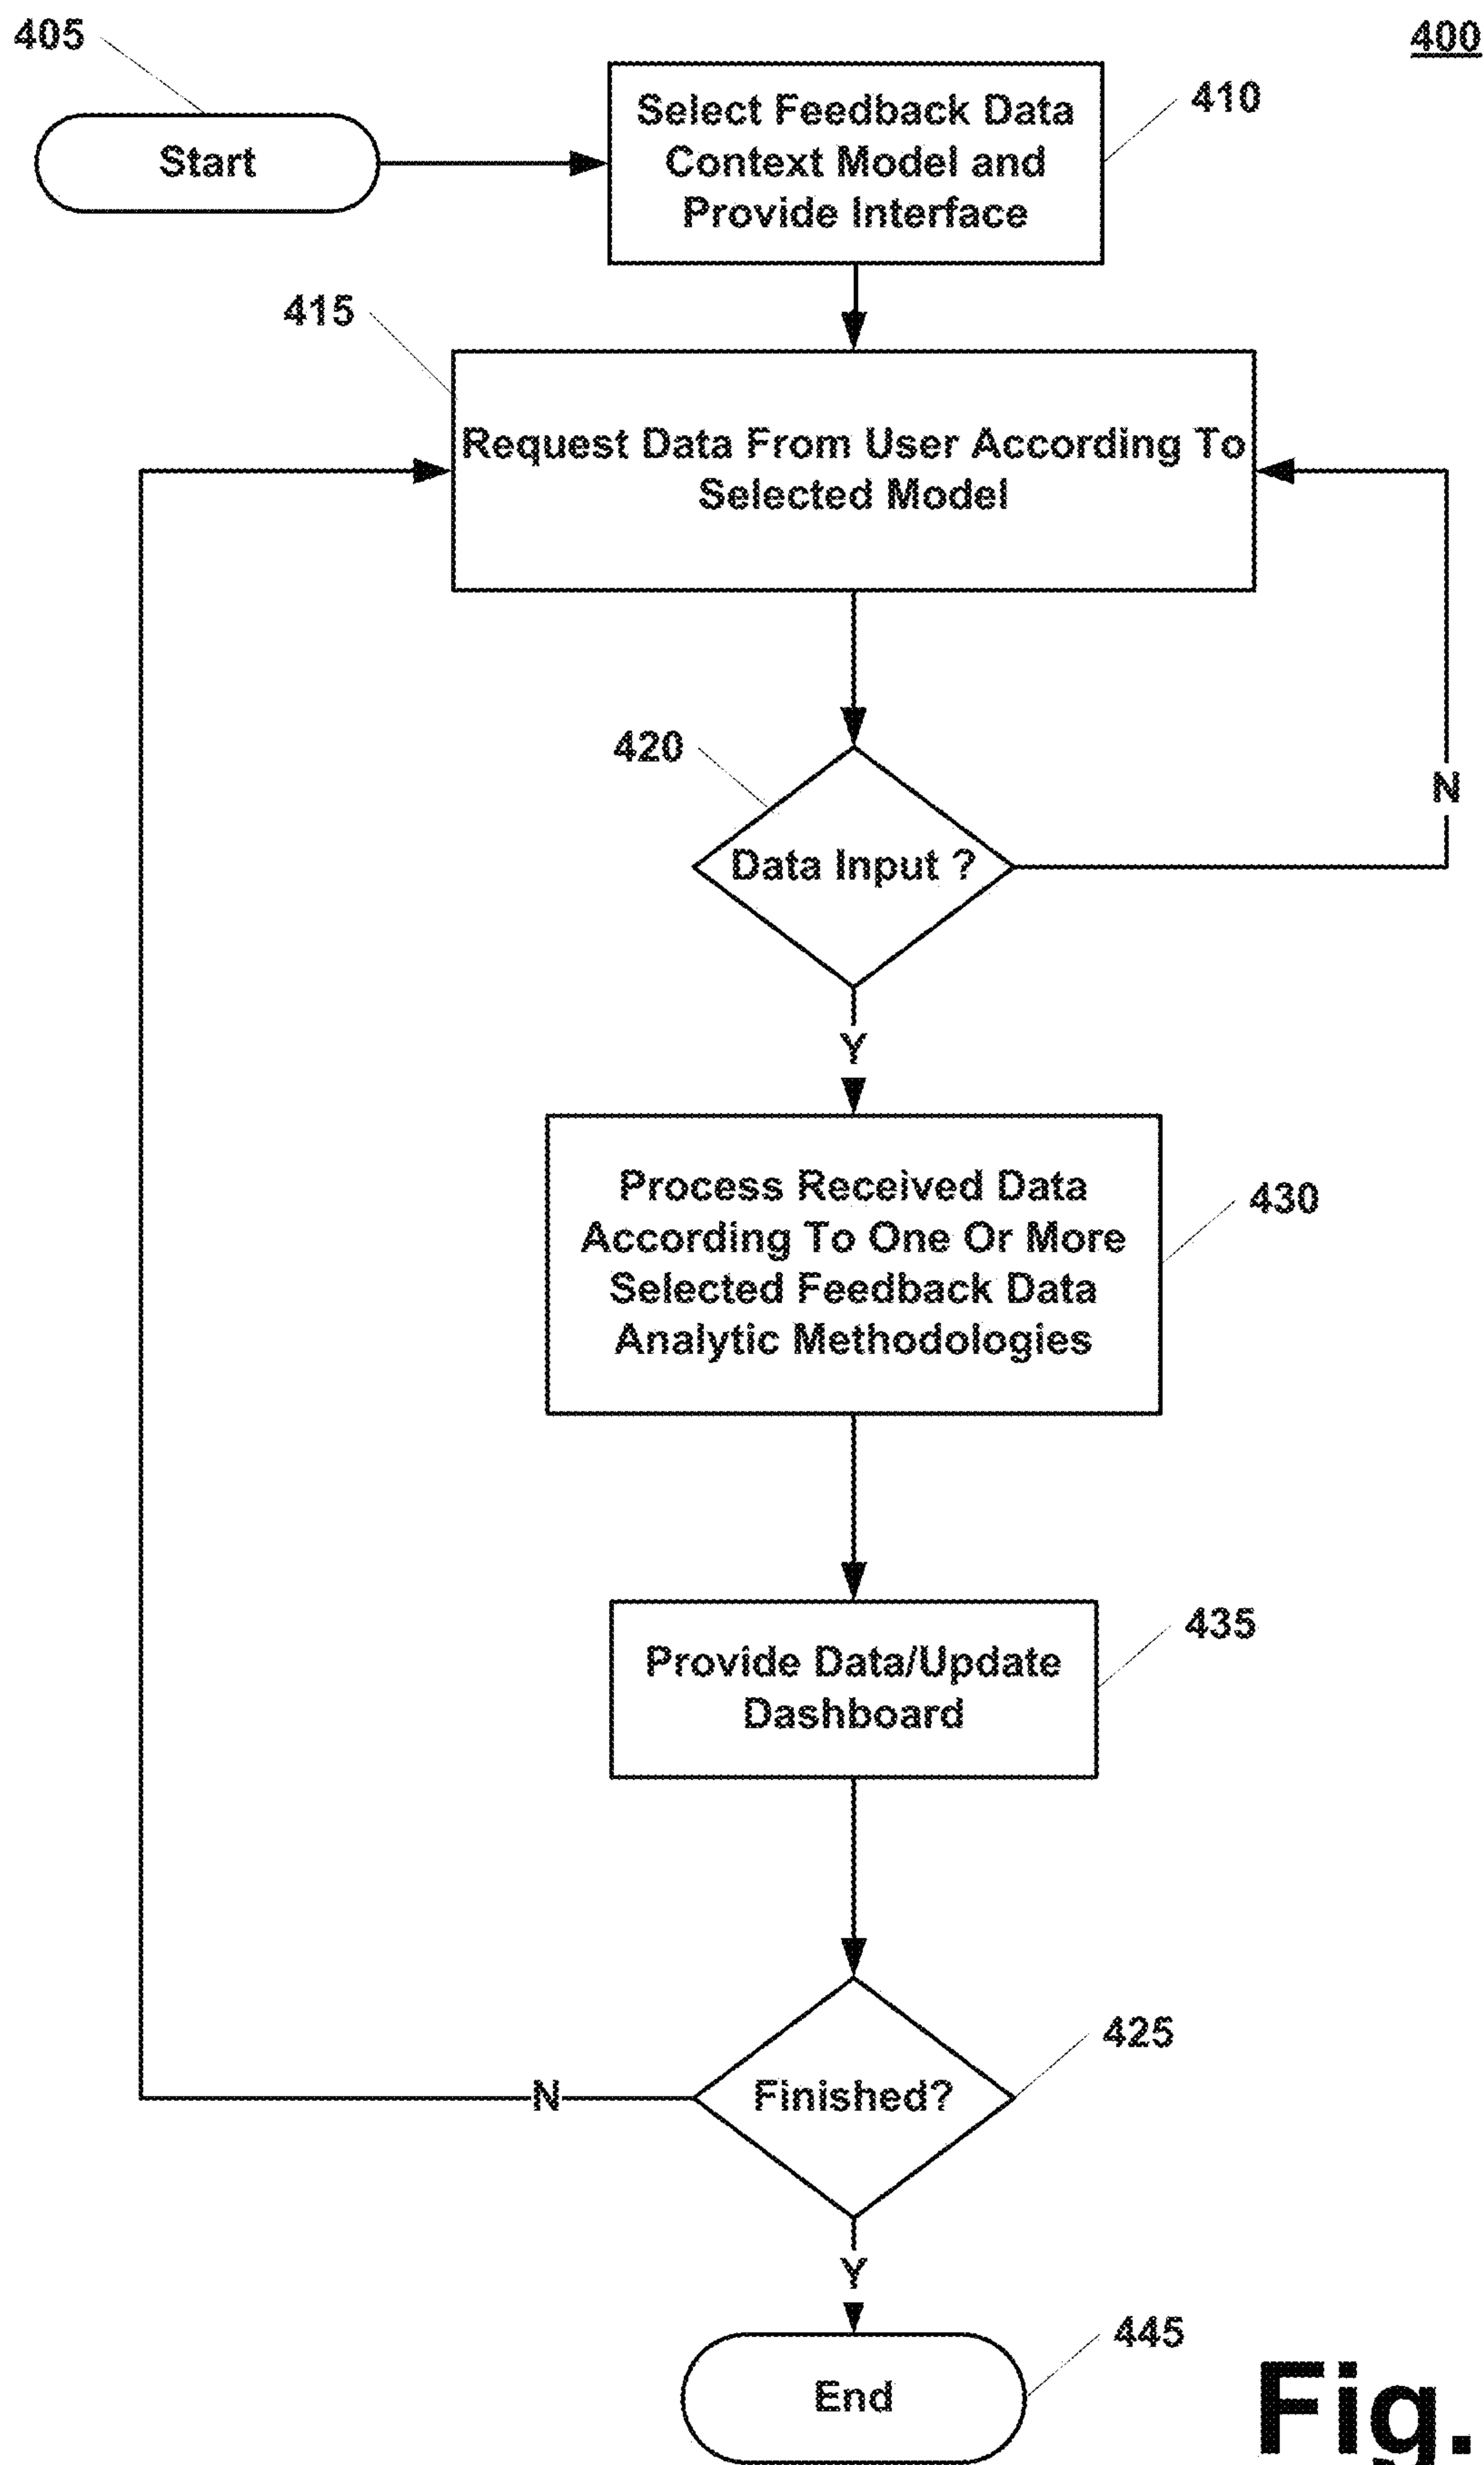 405
400
Start
Select Feedback Data
Context Model and
Provide Interface
410
415
Request Data From User According To
Selected Model
420
Data Input ?
N
Y
Process Received Data
According To One Or More
Selected Feedback Data
Analytic Methodologies
430
Provide Data/Update
Dashboard
435
425
Finished?
N
Y
445
End
Fig.